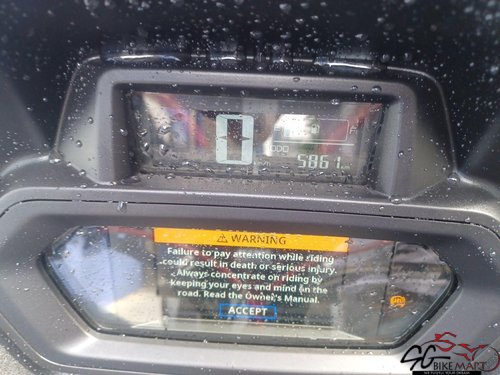 0
5861
⚠ WARNING
Failure to pay attention while riding
could result in death or serious injury.
Always concentrate on riding by
keeping your eyes and mind on the
road. Read the Owner's Manual.
ACCEPT
SG
BIKEMART